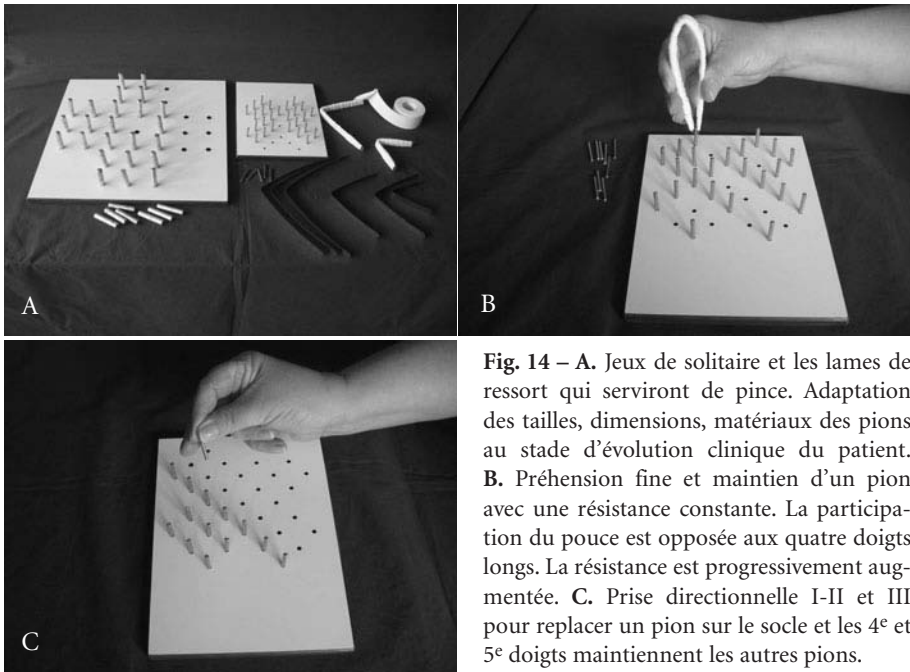 A
B
C
Fig. 14 – A. Jeux de solitaire et les lames de
ressort qui serviront de pince. Adaptation
des tailles, dimensions, matériaux des pions
au stade d'évolution clinique du patient.
B. Préhension fine et maintien d'un pion
avec une résistance constante. La participa-
tion du pouce est opposée aux quatre doigts
longs. La résistance est progressivement aug-
mentée. C. Prise directionnelle I-II et III
pour replacer un pion sur le socle et les 4e et
5e doigts maintiennent les autres pions.